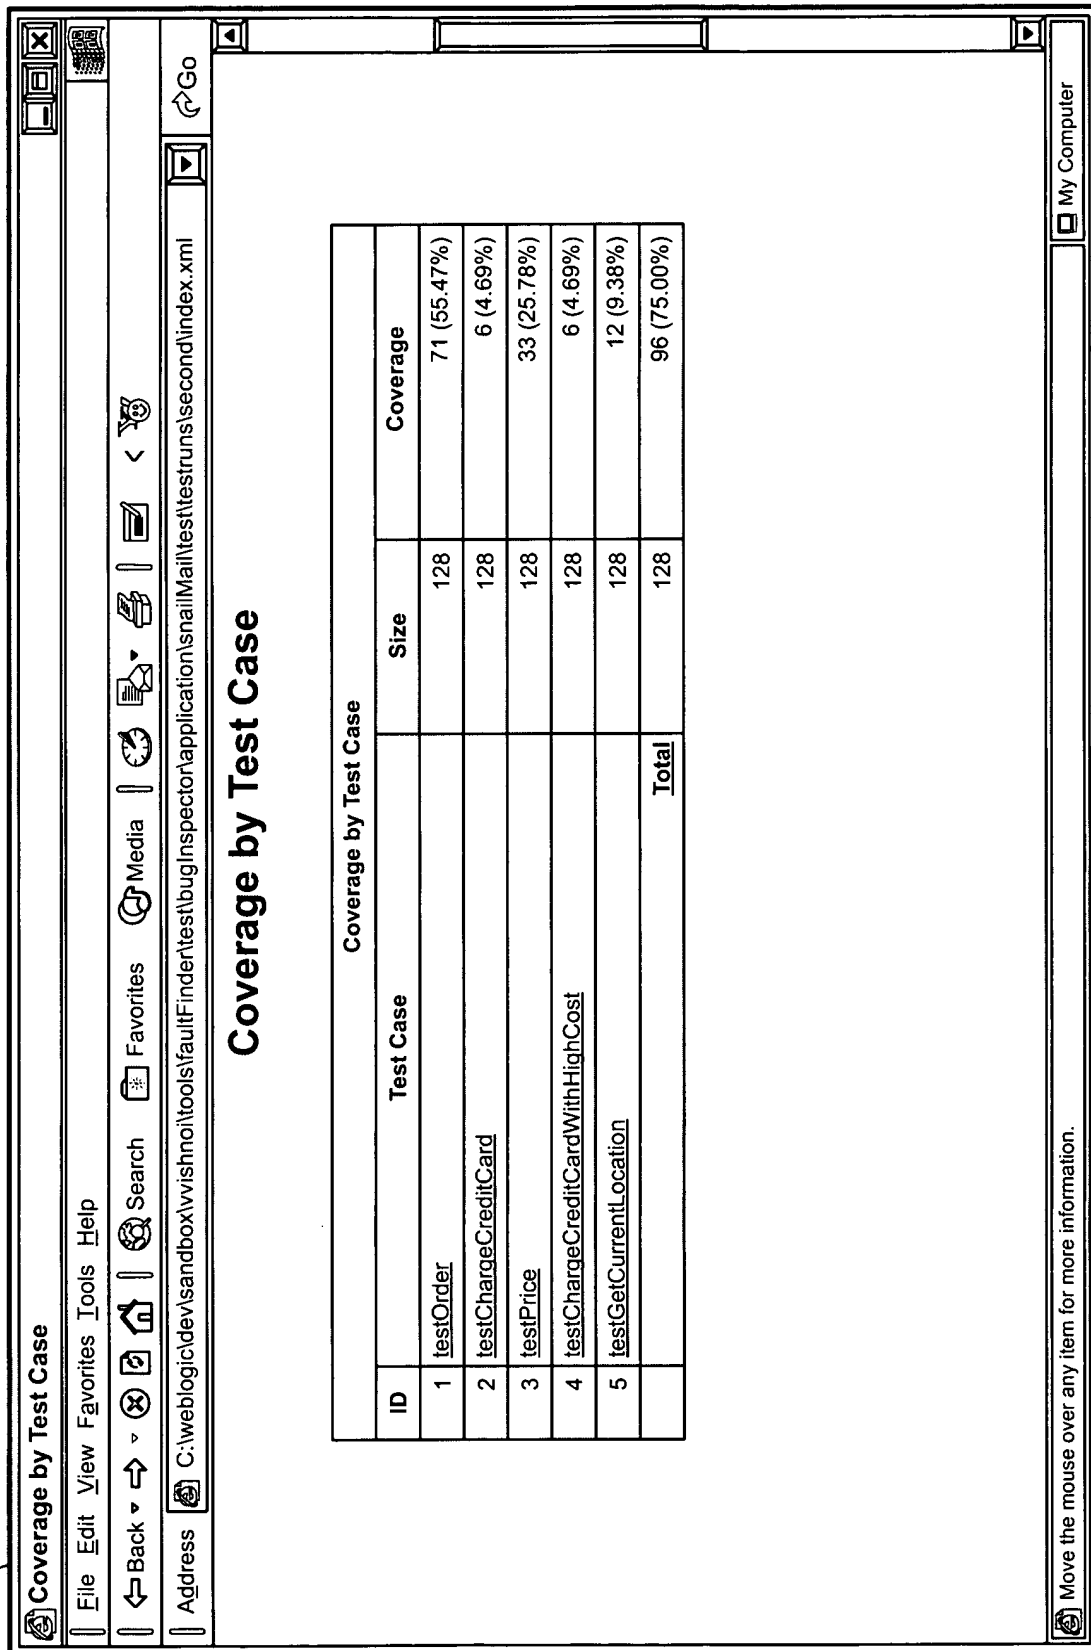 Coverage by Test Case
File Edit View Favorites Tools Help
Back Search Favorites Media <
Address C:\weblogic\dev\sandbox\vvishnoi\tools\faultFinder\test\bugInspector\application\snailMail\test\testruns\second\index.xml Go
Coverage by Test Case
Coverage by Test Case
ID Test Case Size Coverage
1 testOrder 128 71 (55.47%)
2 testChargeCreditCard 128 6 (4.69%)
3 testPrice 128 33 (25.78%)
4 testChargeCreditCardWithHighCost 128 6 (4.69%)
5 testGetCurrentLocation 128 12 (9.38%)
Total 128 96 (75.00%)
Move the mouse over any item for more information. My Computer